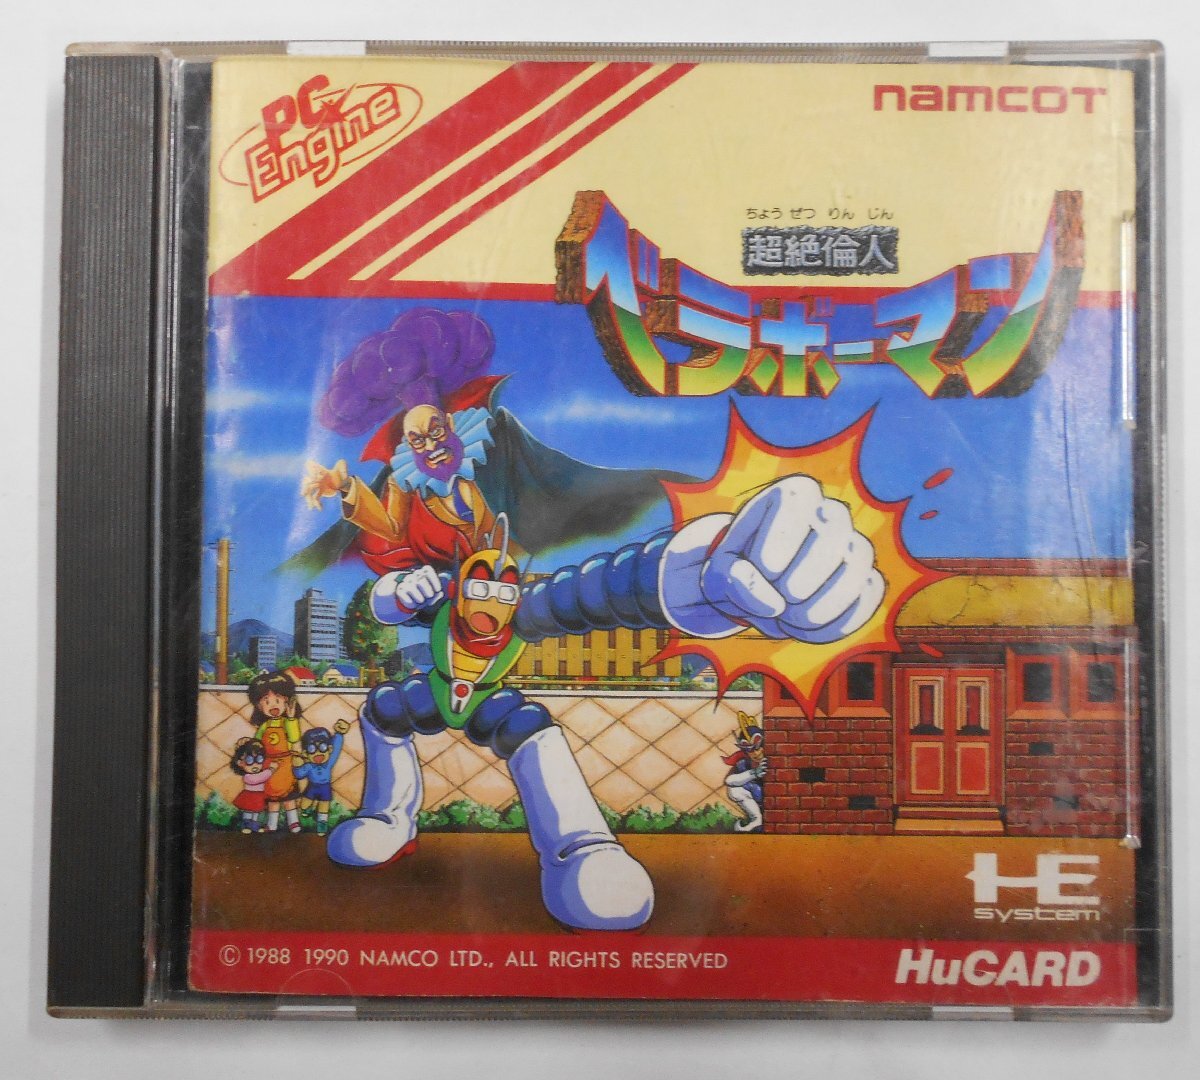 PC Engine
namcoT
ちょう ぜつ りん じん
超絶倫人
ベラボーマン
HE
system
© 1988 1990 NAMCO LTD., ALL RIGHTS RESERVED
HuCARD